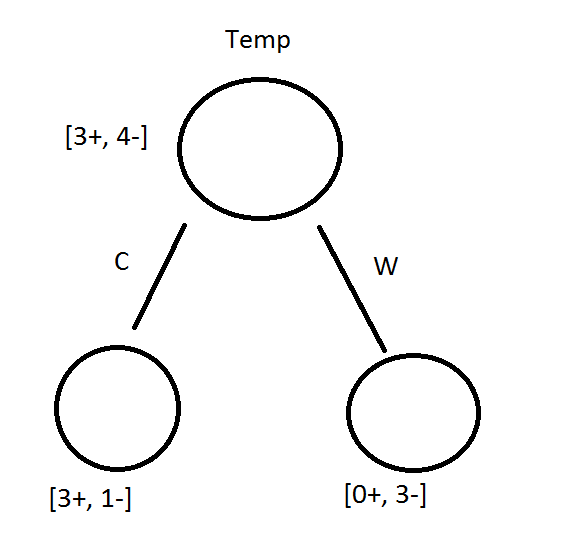 Temp
[3+, 4-]
C
W
[3+, 1-]
[0+, 3-]